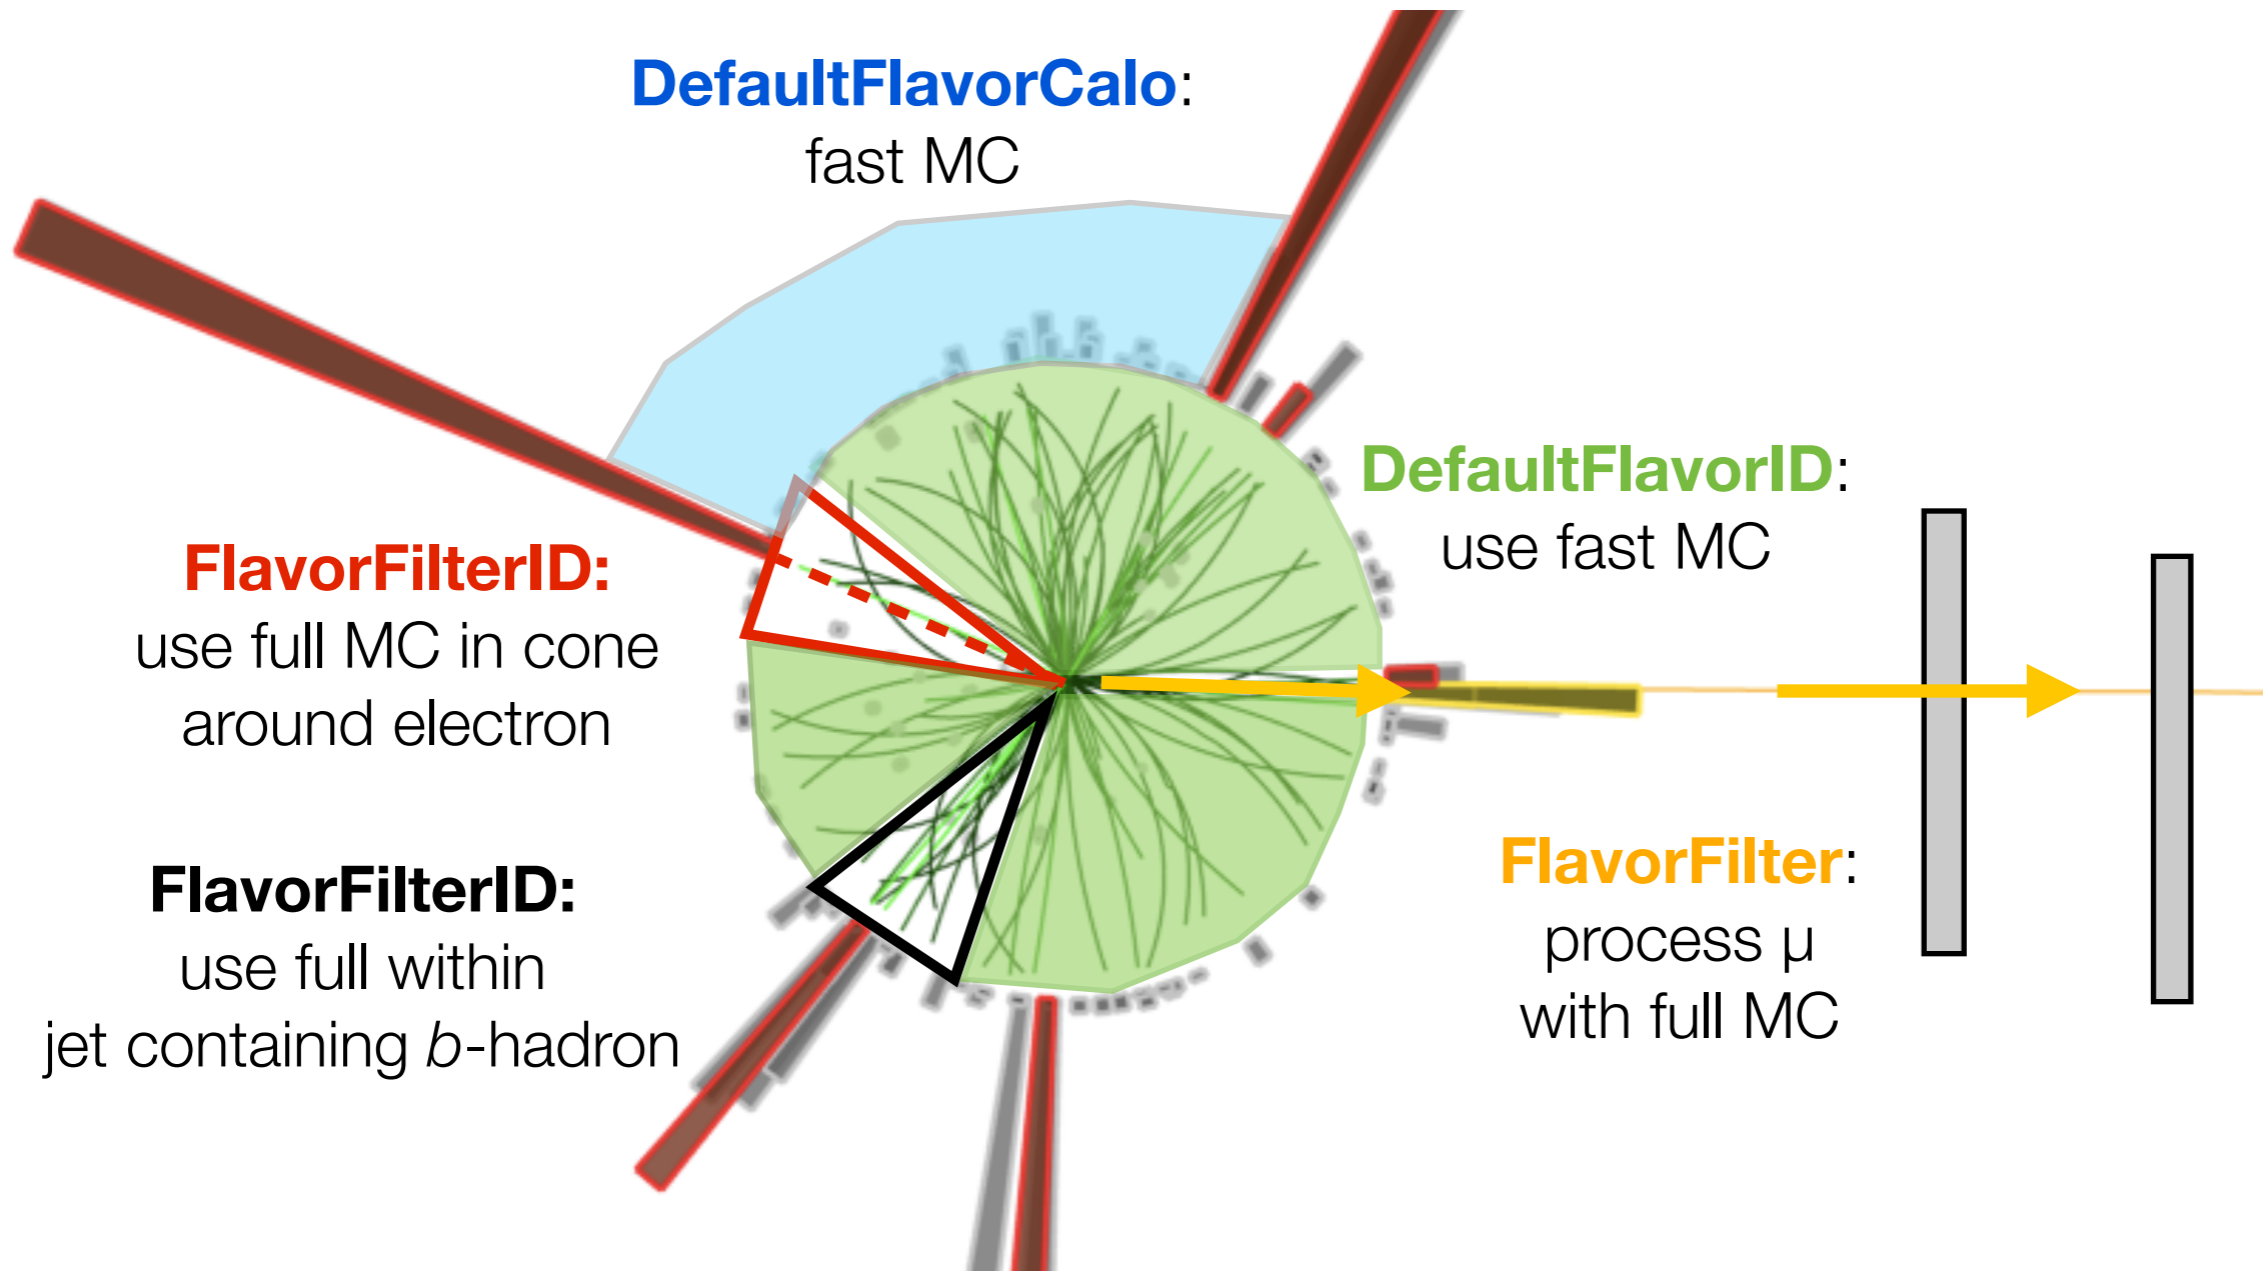 DefaultFlavorCalo:
fast MC
DefaultFlavorID:
use fast MC
FlavorFilterID:
use full MC in cone
around electron
FlavorFilter:
process μ
with full MC
FlavorFilterID:
use full within
jet containing b-hadron